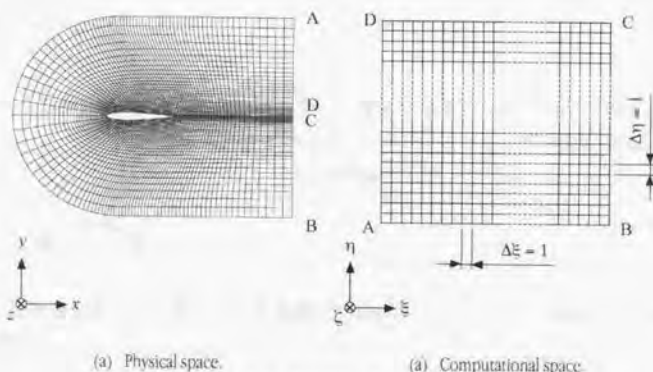 A
D
C
B
y
z
x
(a) Physical space.
D
C
A
B
Δη = 1
Δξ = 1
η
ζ
ξ
(a) Computational space.